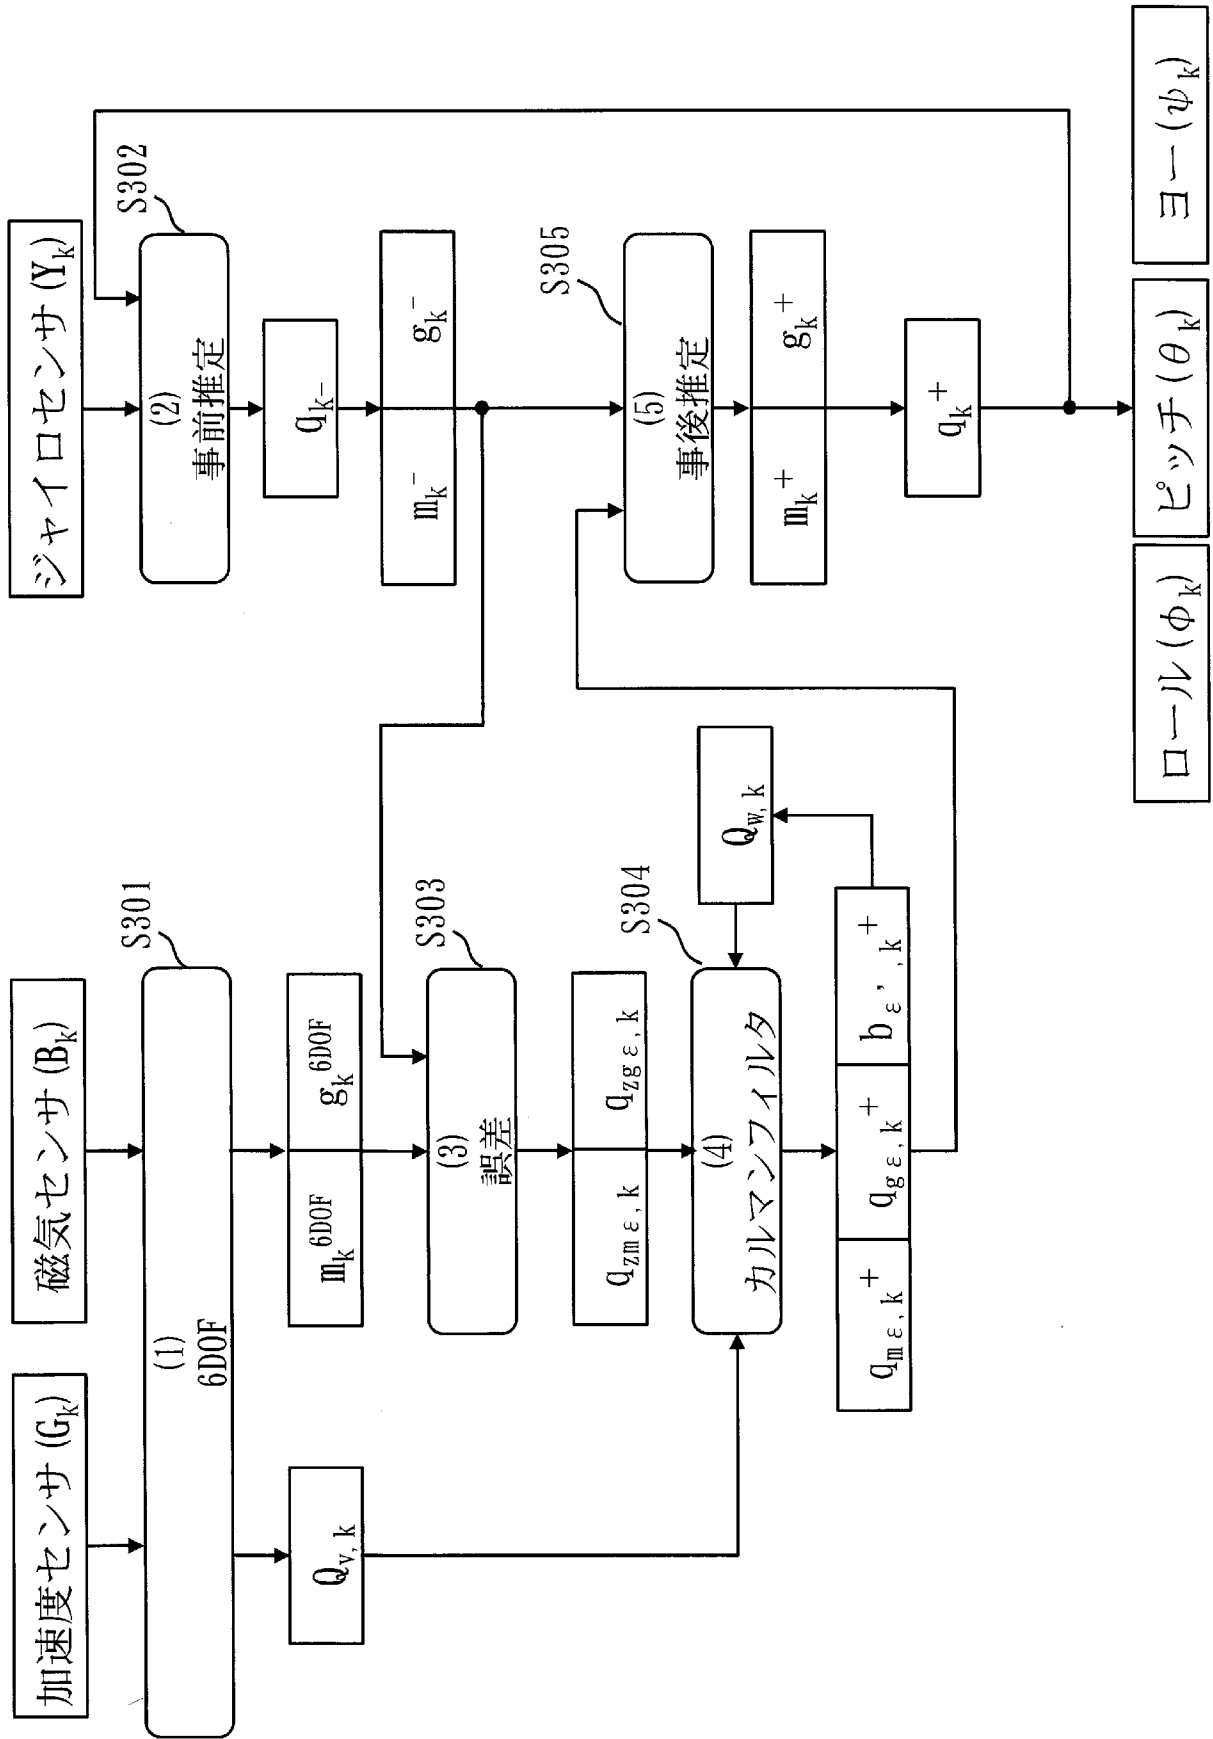 加速度センサ(G_k)
磁気センサ(B_k)
ジャイロセンサ(Y_k)
S301
(1)
6DOF
S302
(2)
事前推定
Q_v,k
m_k^6DOF
g_k^6DOF
q_k-
m_k^-
g_k^-
S303
(3)
誤差
q_zmε,k
q_zgε,k
S304
(4)
カルマンフィルタ
Q_w,k
q_mε,k^+
q_gε,k^+
b_ε',k^+
S305
(5)
事後推定
m_k^+
g_k^+
q_k^+
ロール(φ_k)
ピッチ(θ_k)
ヨー(ψ_k)